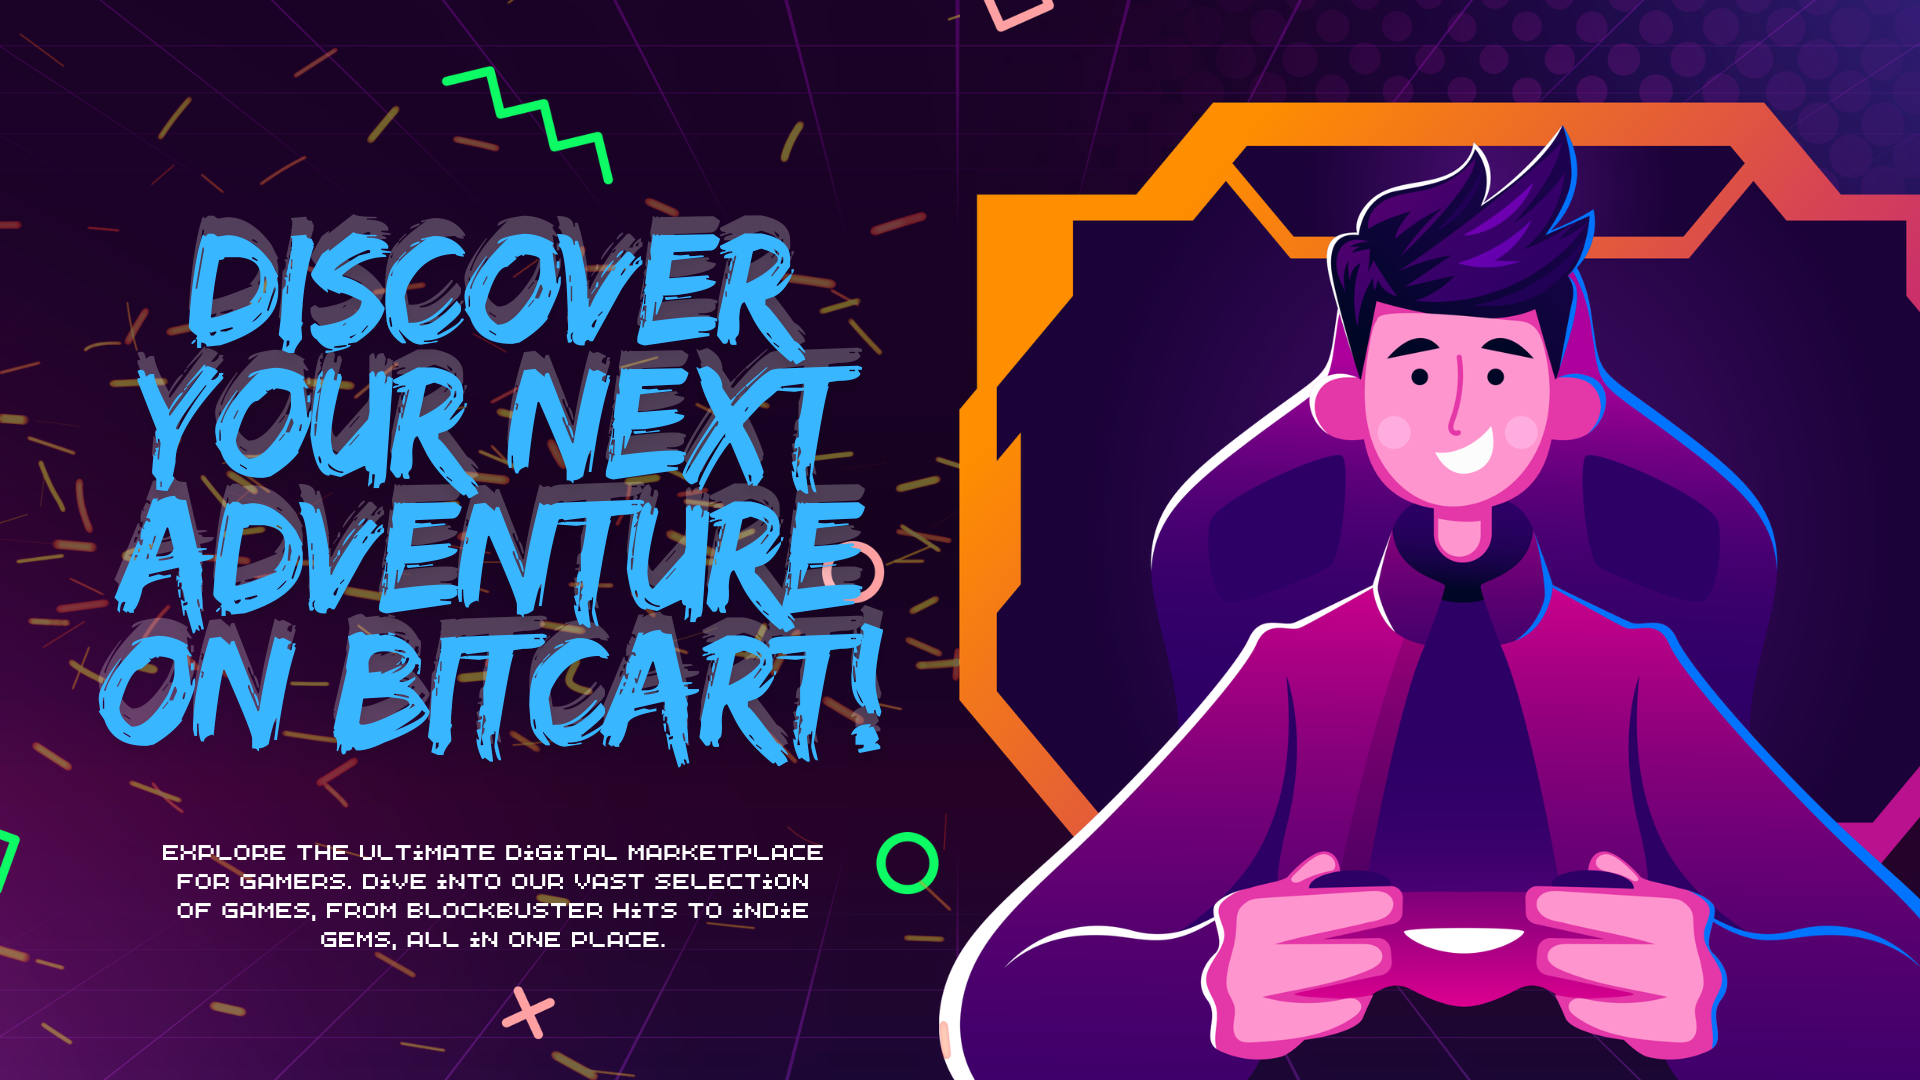 DISCOVER
YOUR NEXT
ADVENTURE
ON BITCART!
EXPLORE THE ULTiMATE DiGiTAL MARKETPLACE
FOR GAMERS. DiVE iNTO OUR VAST SELECTiON
OF GAMES, FROM BLOCKBUSTER HiTS TO iNDiE
GEMS, ALL iN ONE PLACE.